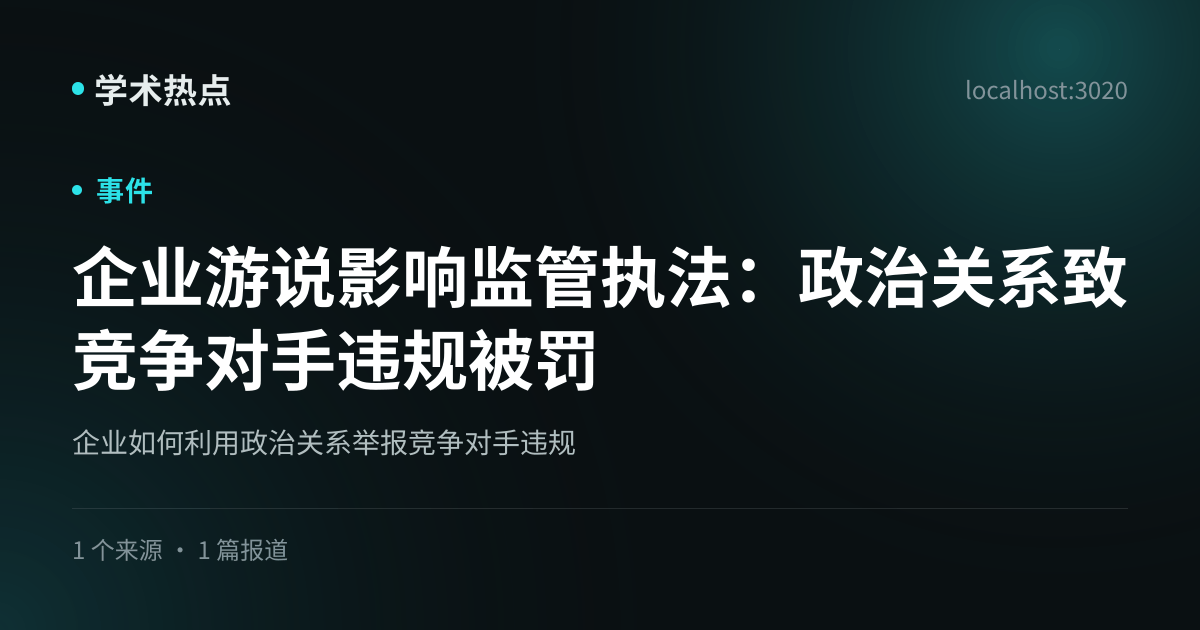 学术热点
localhost:3020
事件
企业游说影响监管执法：政治关系致
竞争对手违规被罚
企业如何利用政治关系举报竞争对手违规
1 个来源 · 1 篇报道